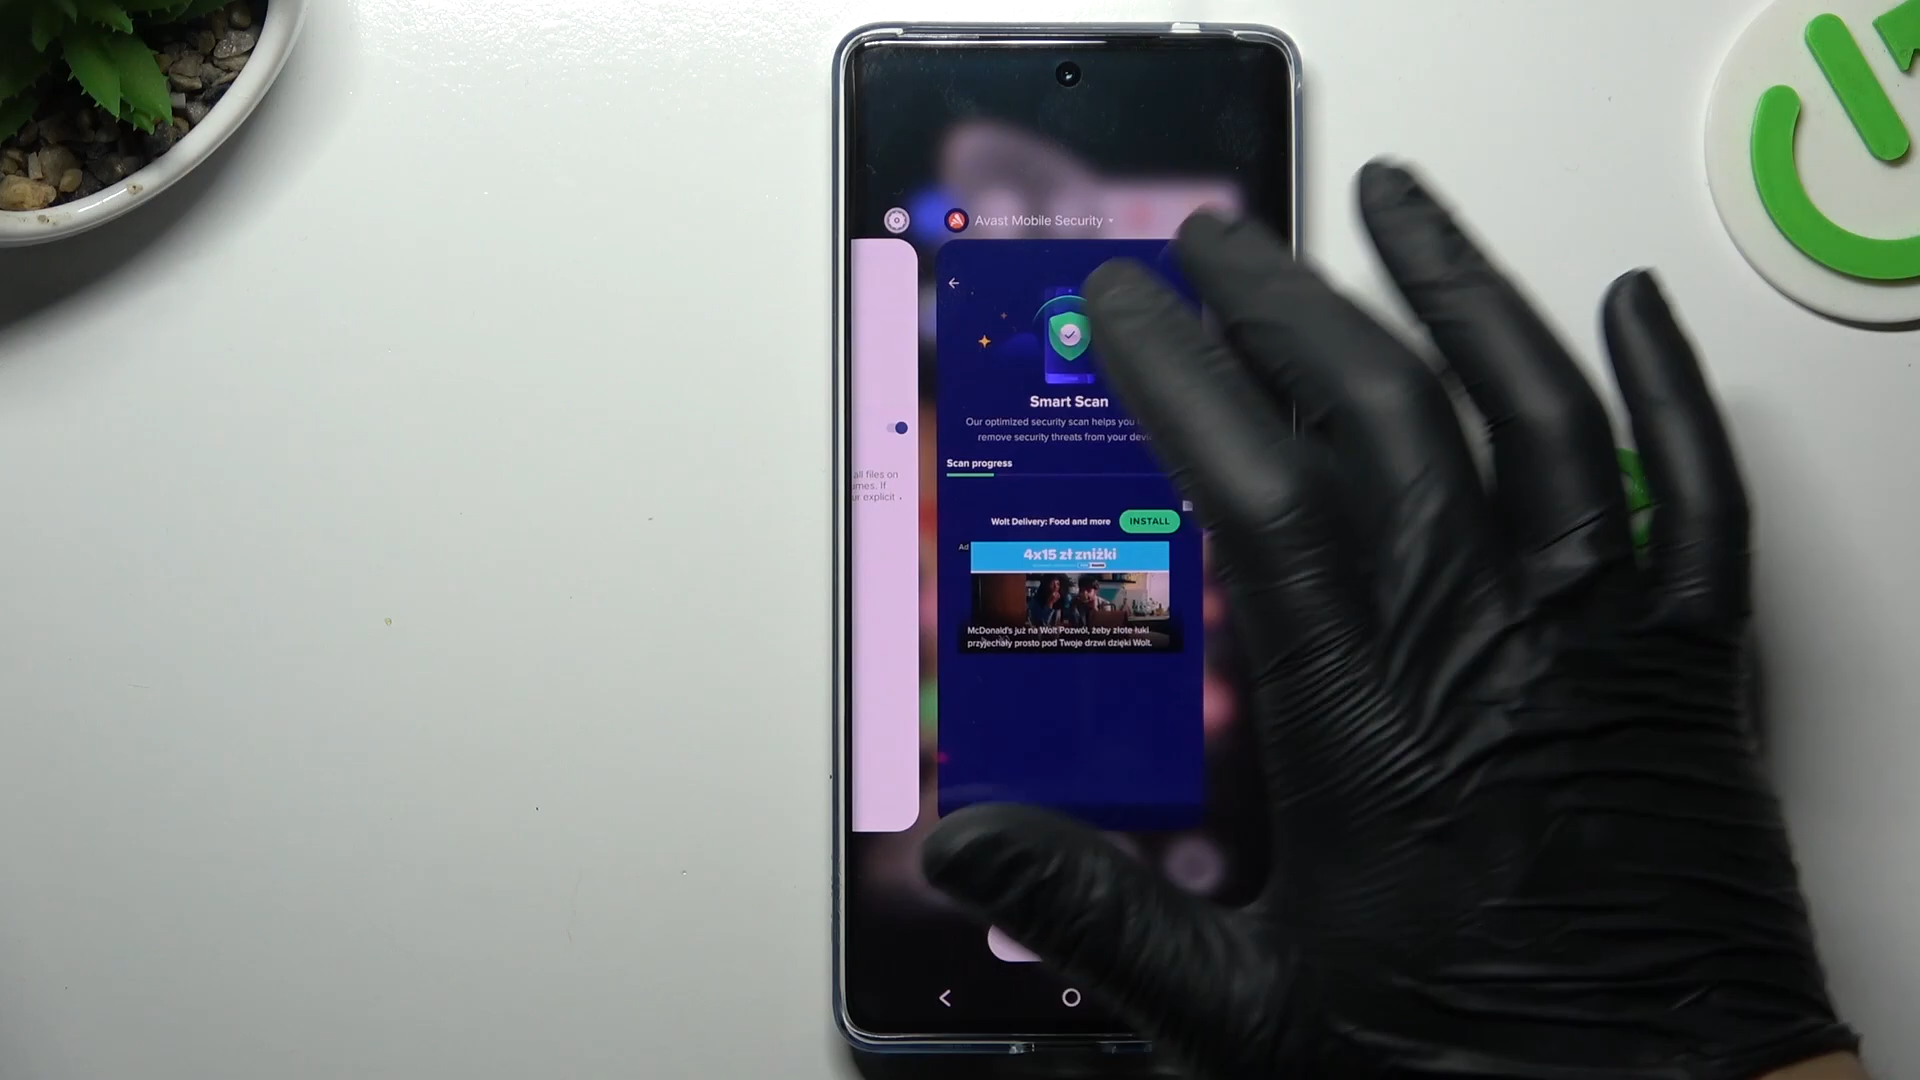 Avast Mobile Security
Smart Scan
Our optimized security scan helps you
remove security threats from your
Scan progress
all files on
If
explicit
Wolt Delivery: Food and more
INSTALL
Ad
4x15 zł zniżki
McDonald's już na Wolt Pozwól, żeby złote łuki
przyjechały prosto pod Twoje drzwi dzięki Wolt.